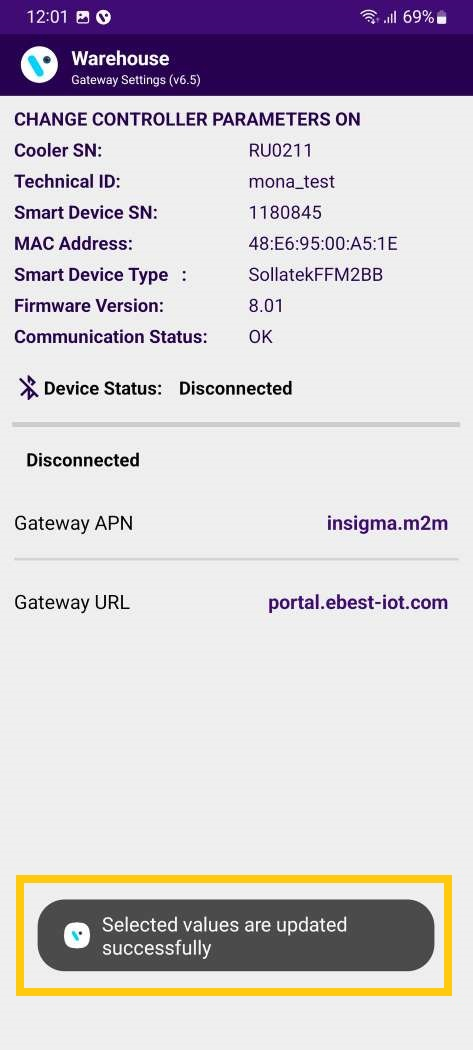 12:01 69%
Warehouse
Gateway Settings (v6.5)
CHANGE CONTROLLER PARAMETERS ON
Cooler SN: RU0211
Technical ID: mona_test
Smart Device SN: 1180845
MAC Address: 48:E6:95:00:A5:1E
Smart Device Type : SollatekFFM2BB
Firmware Version: 8.01
Communication Status: OK
Device Status: Disconnected
Disconnected
Gateway APN insigma.m2m
Gateway URL portal.ebest-iot.com
Selected values are updated
successfully